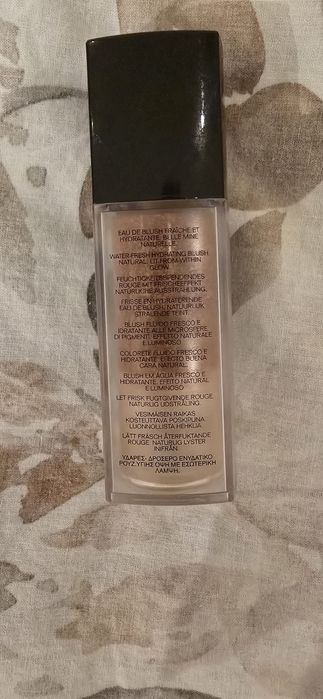 EAU DE BLUSH FRAÎCHE ET
HYDRATANTE. BELLE MINE
NATURELLE.
WATER-FRESH HYDRATING BLUSH.
NATURAL LIT-FROM-WITHIN
GLOW.
FEUCHTIGKEITSSPENDENDES
ROUGE MIT FRISCHEEFFEKT.
NATÜRLICHE AUSSTRAHLUNG.
FRISSE EN HYDRATERENDE
EAU DE BLUSH, NATUURLIJK
STRALENDE TEINT.
BLUSH FLUIDO FRESCO E
IDRATANTE ALLE MICROSFERE
DI PIGMENTI. EFFETTO NATURALE
E LUMINOSO
COLORETE FLUIDO FRESCO E
HIDRATANTE. EFECTO BUENA
CARA NATURAL.
BLUSH EM ÁGUA FRESCO E
HIDRATANTE. EFEITO NATURAL
E LUMINOSO
LET FRISK FUGTGIVENDE ROUGE.
NATURLIG UDSTRÅLING.
VESIMÄISEN RAIKAS
KOSTEUTTAVA POSKIPUNA
LUONNOLLISTA HEHKUA
LÄTT FRÄSCH ÅTERFUKTANDE
ROUGE. NATURLIG LYSTER
INIFRÅN.
ΥΔΑΡΕΣ- ΔΡΟΣΕΡΟ ΕΝΥΔΑΤΙΚΟ
ΡΟΥΖ. ΥΓΙΗΣ ΟΨΗ ΜΕ ΕΣΩΤΕΡΙΚΗ
ΛΑΜΨΗ.